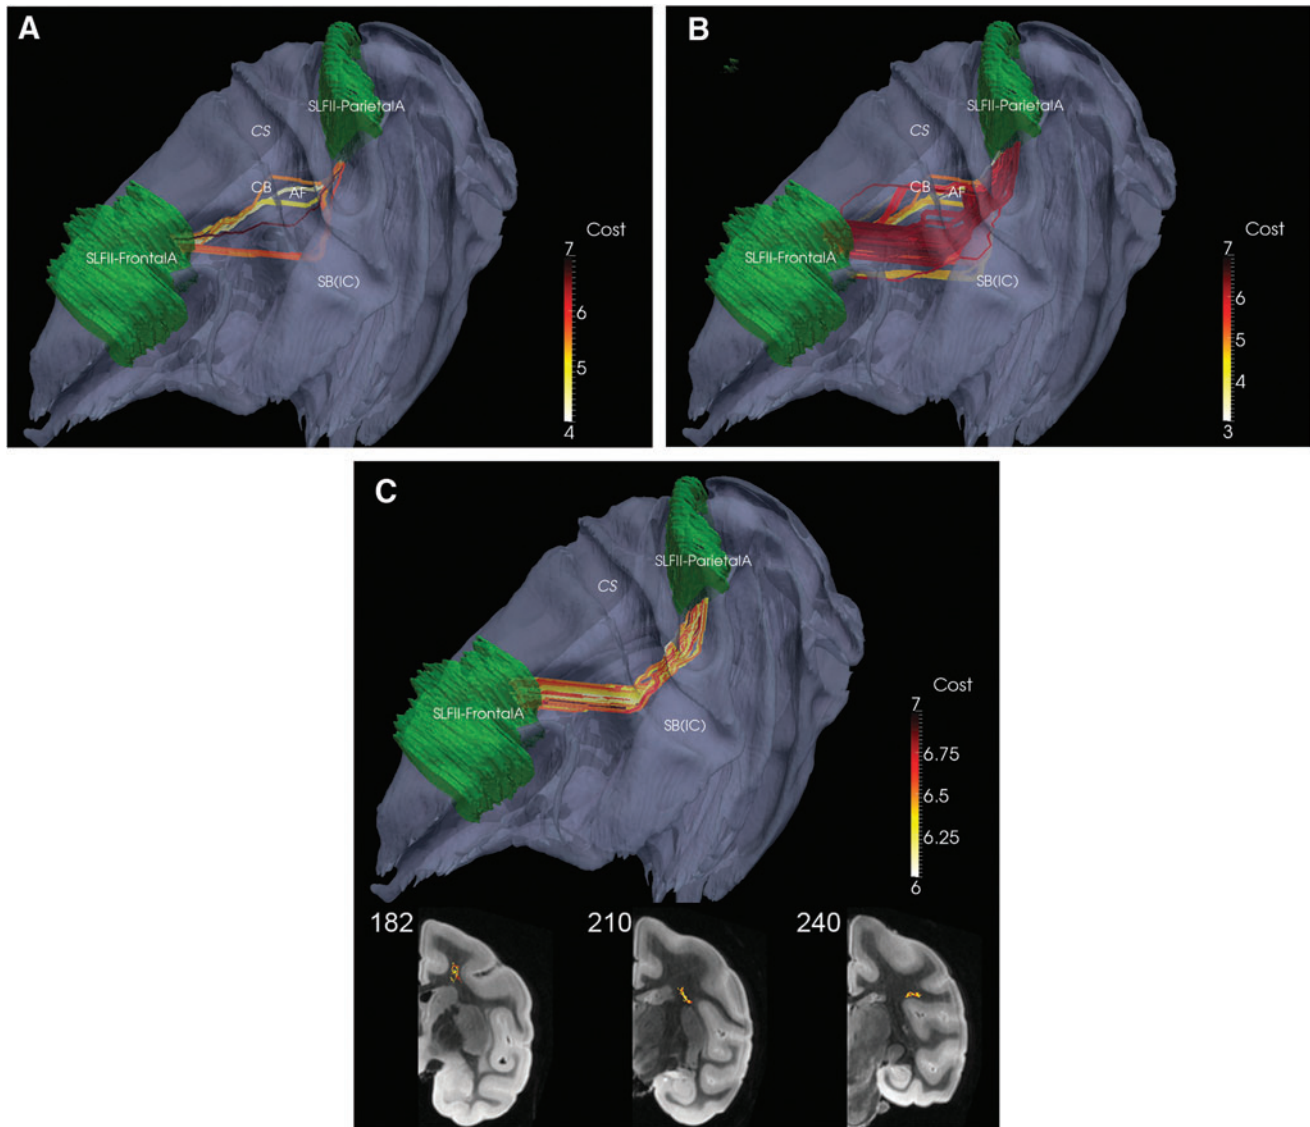 A
SLFII-ParietalA
CS
CB
AF
SLFII-FrontalA
SB(IC)
Cost
7
6
5
4
B
SLFII-ParietalA
CS
CB
AF
SLFII-FrontalA
SB(IC)
Cost
7
6
5
4
3
C
SLFII-ParietalA
CS
SLFII-FrontalA
SB(IC)
Cost
7
6.75
6.5
6.25
6
182
210
240